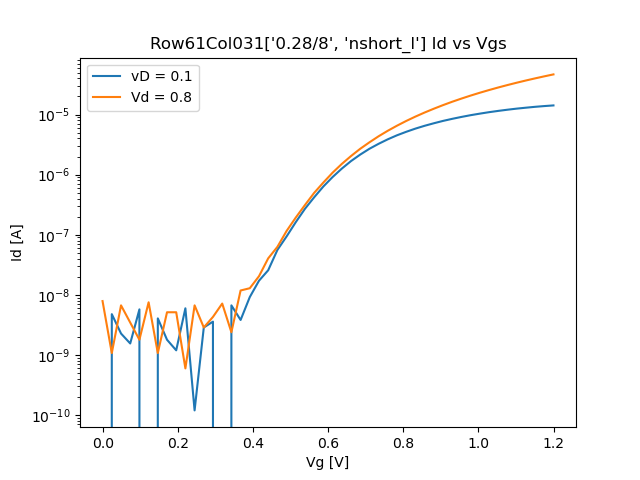 Row61Col031['0.28/8', 'nshort_l'] Id vs Vgs
vD = 0.1
Vd = 0.8
Id [A]
10⁻⁵
10⁻⁶
10⁻⁷
10⁻⁸
10⁻⁹
10⁻¹⁰
0.0 0.2 0.4 0.6 0.8 1.0 1.2
Vg [V]